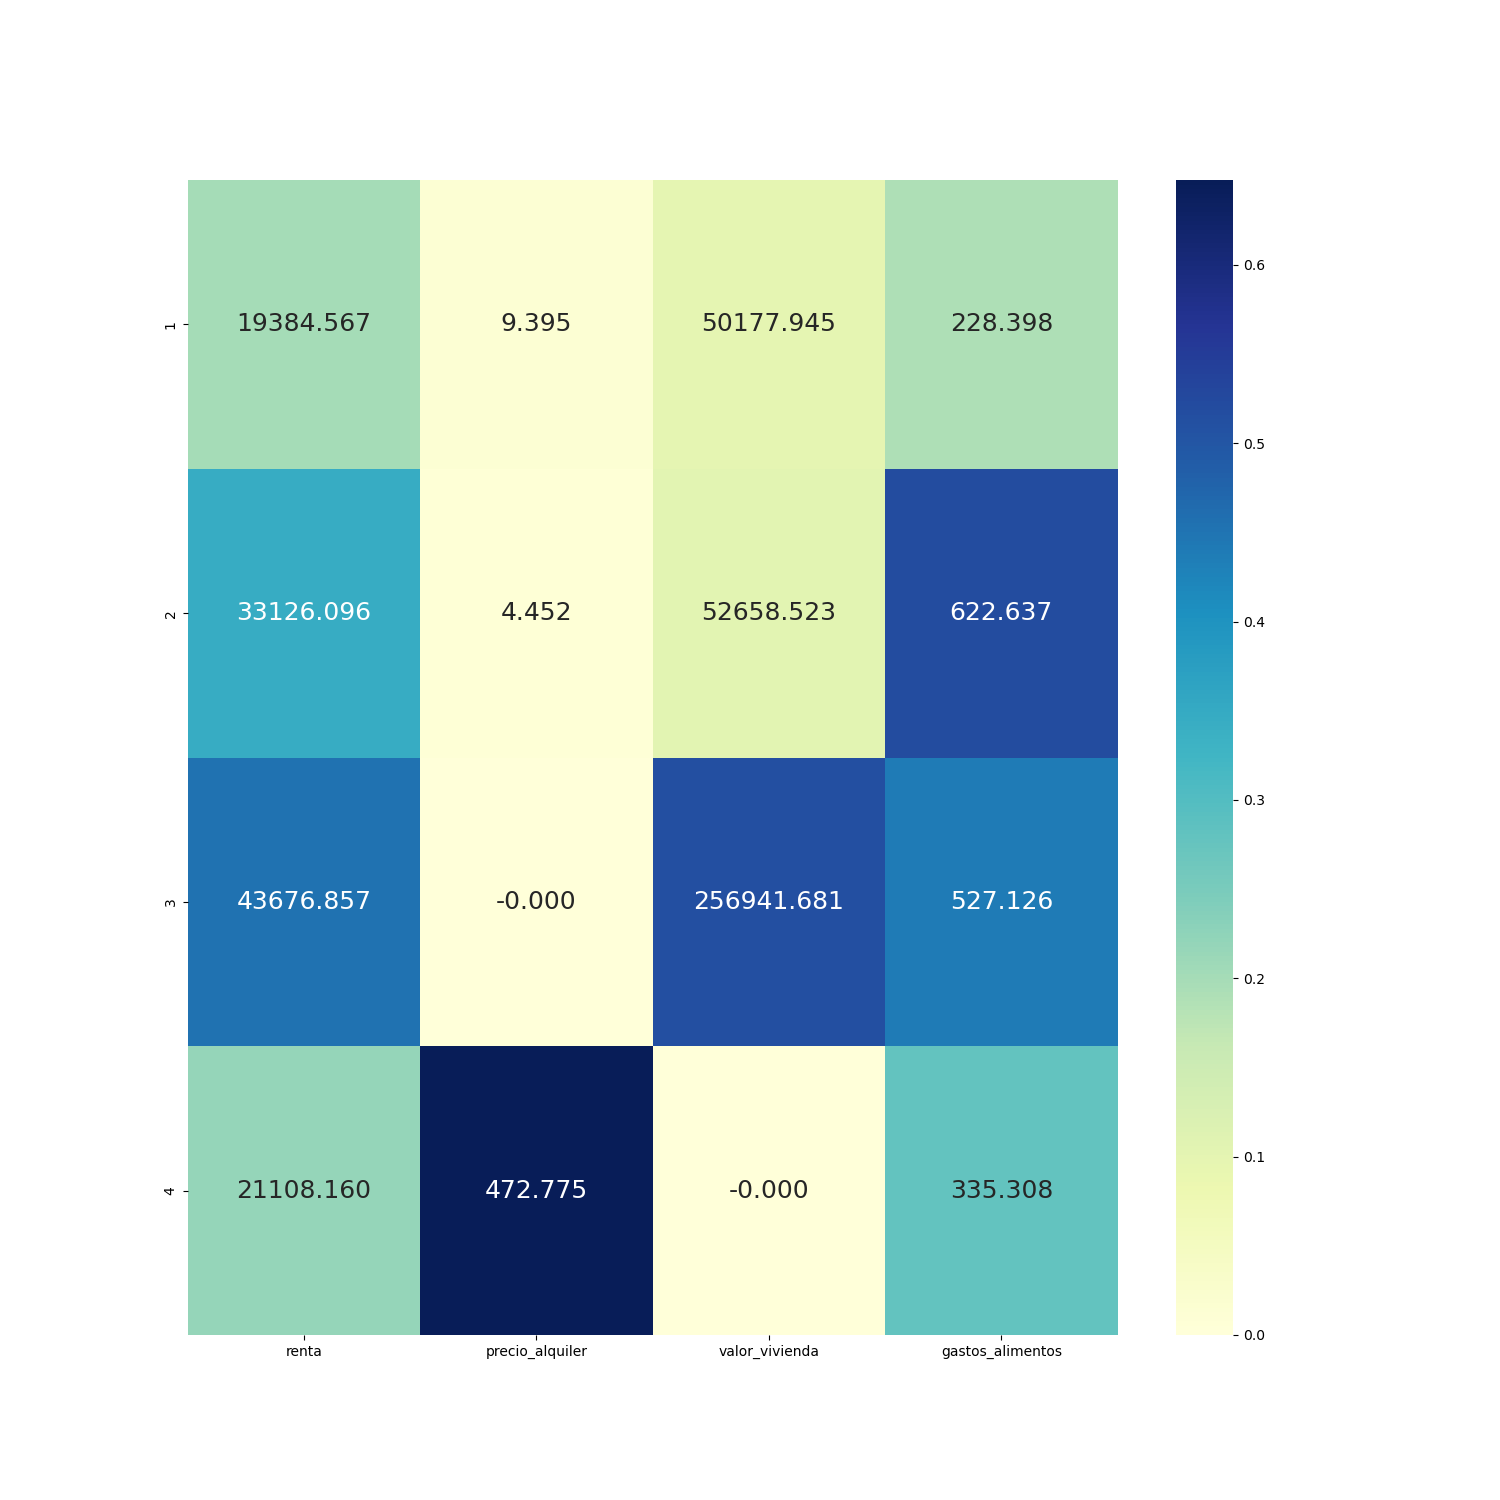 1 19384.567 9.395 50177.945 228.398
2 33126.096 4.452 52658.523 622.637
3 43676.857 -0.000 256941.681 527.126
4 21108.160 472.775 -0.000 335.308
renta precio_alquiler valor_vivienda gastos_alimentos
0.6
0.5
0.4
0.3
0.2
0.1
0.0